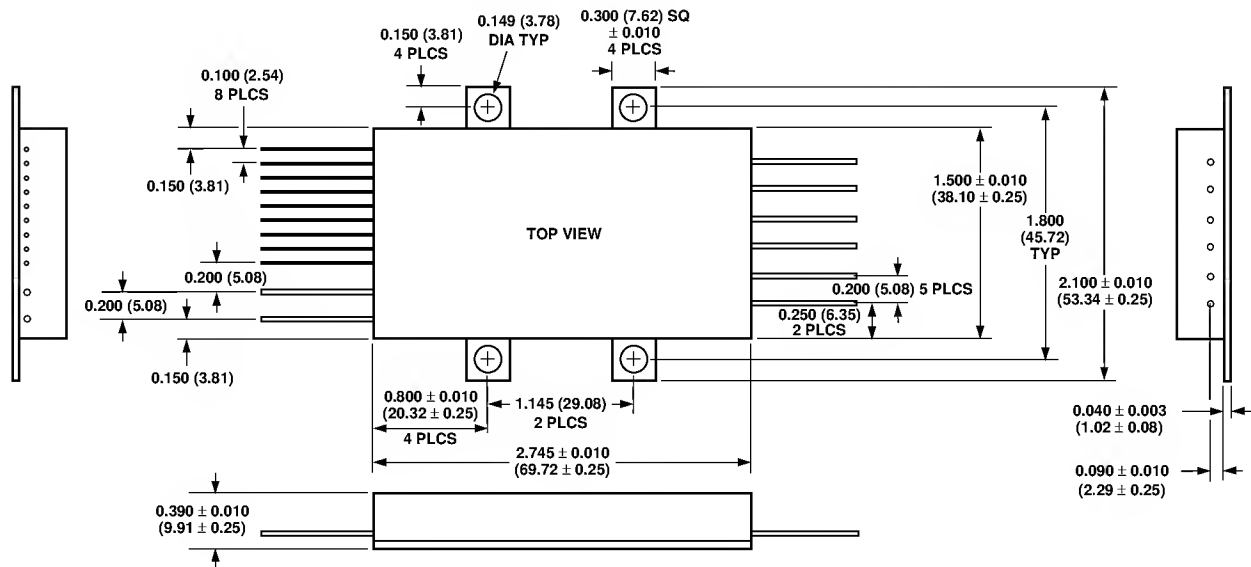 0.149 (3.78)
DIA TYP
0.300 (7.62) SQ
± 0.010
4 PLCS
0.150 (3.81)
4 PLCS
0.100 (2.54)
8 PLCS
0.150 (3.81)
TOP VIEW
1.500 ± 0.010
(38.10 ± 0.25)
1.800
(45.72)
TYP
0.200 (5.08)
0.200 (5.08) 5 PLCS
2.100 ± 0.010
(53.34 ± 0.25)
0.200 (5.08)
0.250 (6.35)
2 PLCS
0.150 (3.81)
0.800 ± 0.010
(20.32 ± 0.25)
4 PLCS
1.145 (29.08)
2 PLCS
0.040 ± 0.003
(1.02 ± 0.08)
2.745 ± 0.010
(69.72 ± 0.25)
0.090 ± 0.010
(2.29 ± 0.25)
0.390 ± 0.010
(9.91 ± 0.25)